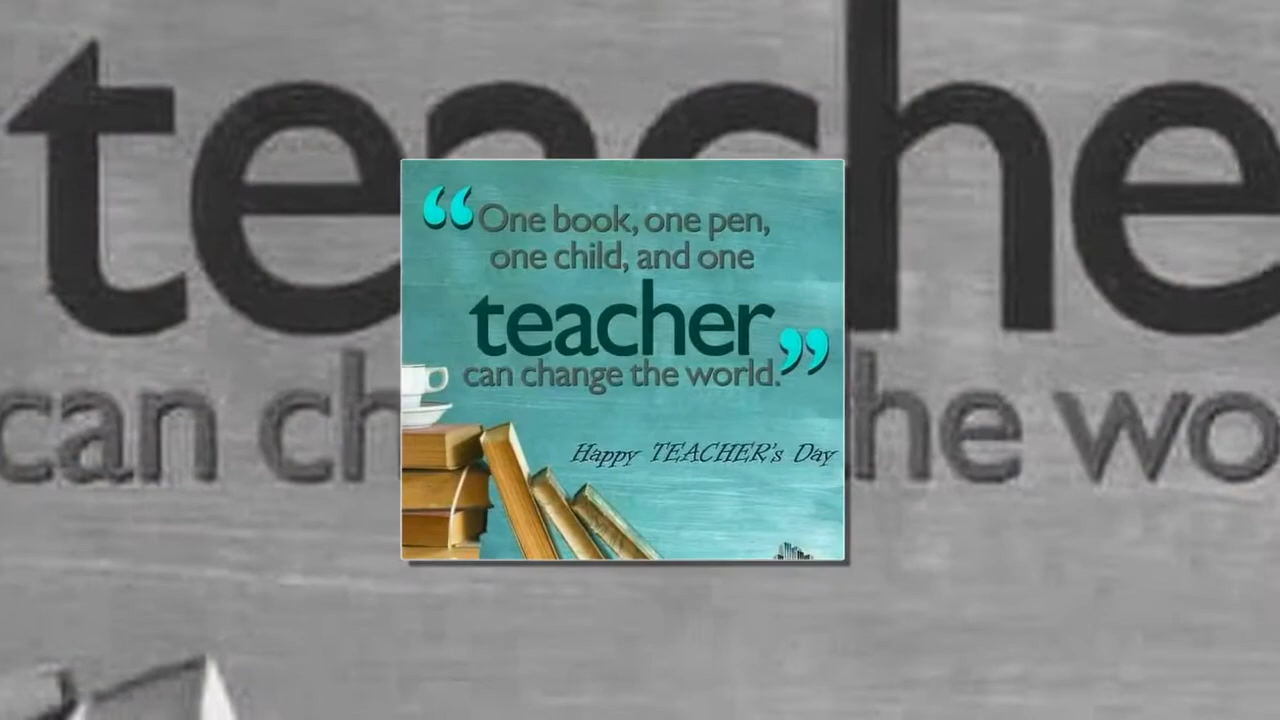 “One book, one pen,
one child, and one
teacher”
can change the world.
Happy TEACHER's Day
teache
can ch
he wo